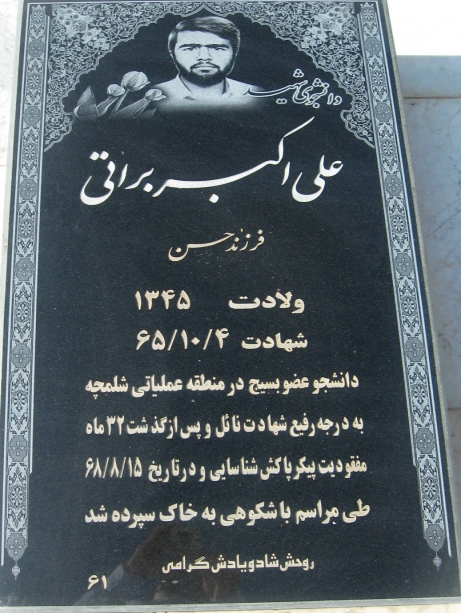 دانشجوی شهید
علی اکبر براتی
فرزند حسن
ولادت ۱۳۴۵
شهادت ۶۵/۱۰/۴
دانشجو عضو بسیج در منطقه عملیاتی شلمچه
به درجه رفیع شهادت نائل و پس از گذشت ۳۲ ماه
مفقودیت پیکر پاکش شناسایی و در تاریخ ۶۸/۸/۱۵
طی مراسم باشکوهی به خاک سپرده شد
روحش شاد و یادش گرامی
۶۱